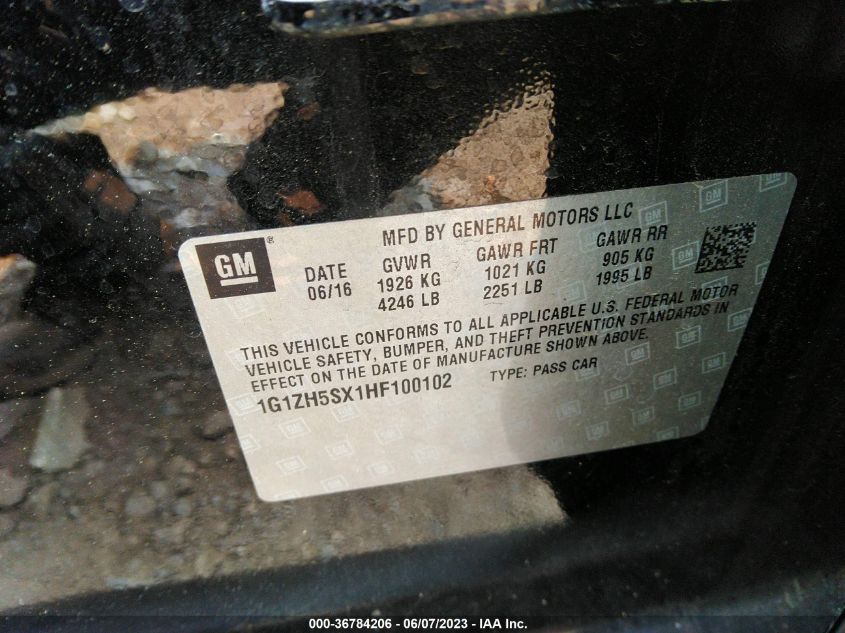 MFD BY GENERAL MOTORS LLC
GM®
DATE GVWR GAWR FRT GAWR RR
06/16 1926 KG 1021 KG 905 KG
4246 LB 2251 LB 1995 LB
THIS VEHICLE CONFORMS TO ALL APPLICABLE U.S. FEDERAL MOTOR
VEHICLE SAFETY, BUMPER, AND THEFT PREVENTION STANDARDS IN
EFFECT ON THE DATE OF MANUFACTURE SHOWN ABOVE.
1G1ZH5SX1HF100102 TYPE: PASS CAR
000-36784206 - 06/07/2023 - IAA Inc.